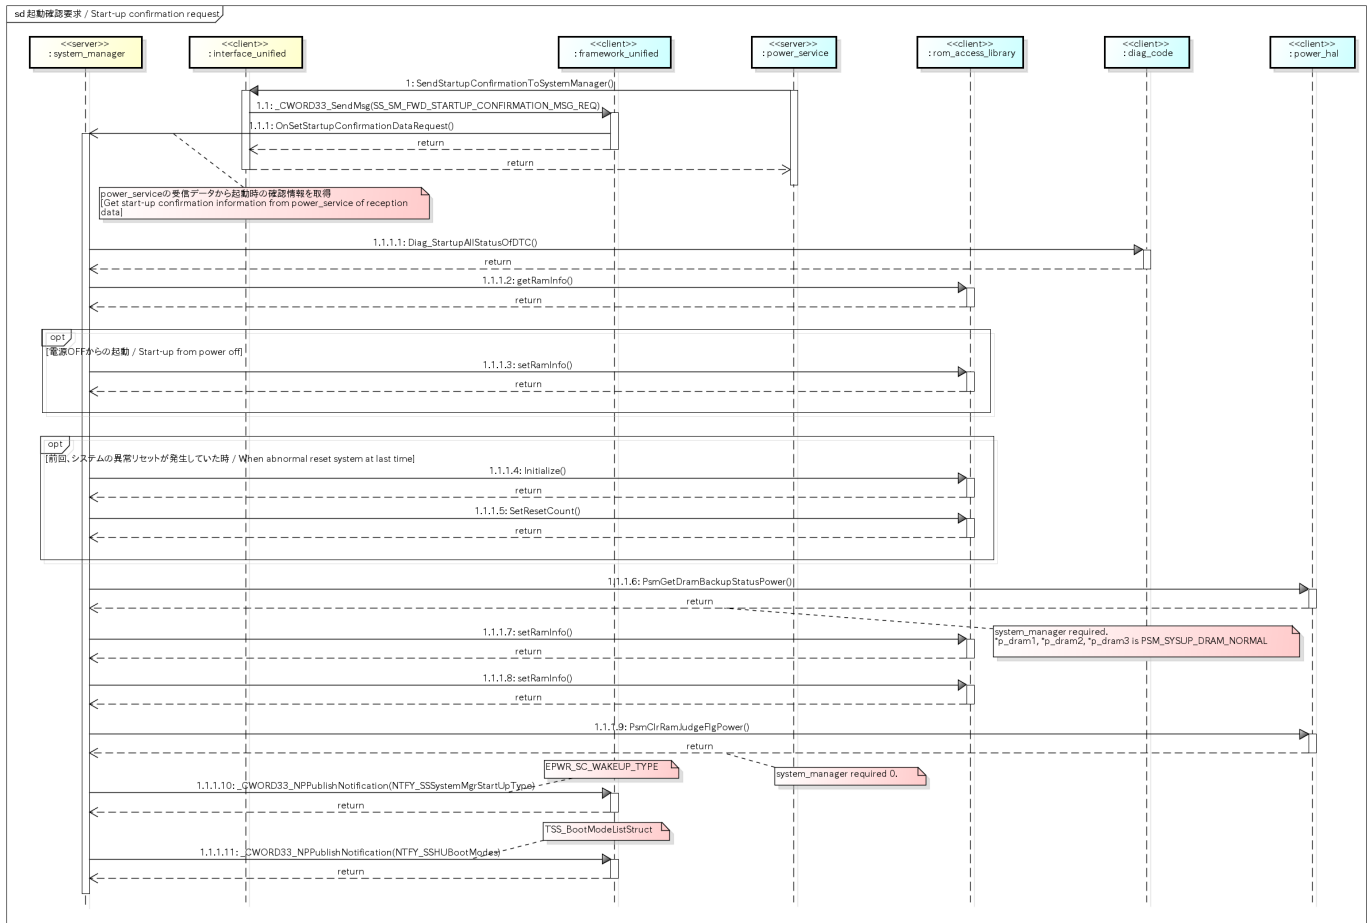 sd 起動確認要求 / Start-up confirmation request
<<server>>
: system_manager
<<client>>
: interface_unified
<<client>>
: framework_unified
<<server>>
: power_service
<<client>>
: rom_access_library
<<client>>
: diag_code
<<client>>
: power_hal
1: SendStartupConfirmationToSystemManager()
1.1: _CWORD33_SendMsg(SS_SM_FWD_STARTUP_CONFIRMATION_MSG_REQ)
1.1.1: OnSetStartupConfirmationDataRequest()
return
return
power_serviceの受信データから起動時の確認情報を取得
[Get start-up confirmation information from power_service of reception
data]
1.1.1.1: Diag_StartupAllStatusOfDTC()
return
1.1.1.2: getRamInfo()
return
opt
[電源OFFからの起動 / Start-up from power off]
1.1.1.3: setRamInfo()
return
opt
[前回、システムの異常リセットが発生していた時 / When abnormal reset system at last time]
1.1.1.4: Initialize()
return
1.1.1.5: SetResetCount()
return
1.1.1.6: PsmGetDramBackupStatusPower()
return
system_manager required.
*p_dram1, *p_dram2, *p_dram3 is PSM_SYSUP_DRAM_NORMAL
1.1.1.7: setRamInfo()
return
1.1.1.8: setRamInfo()
return
1.1.1.9: PsmClrRamJudgeFlgPower()
return
EPWR_SC_WAKEUP_TYPE
system_manager required 0.
1.1.1.10: _CWORD33_NPPublishNotification(NTFY_SSSystemMgrStartUpType)
return
TSS_BootModeListStruct
1.1.1.11: _CWORD33_NPPublishNotification(NTFY_SSHUBootModes)
return